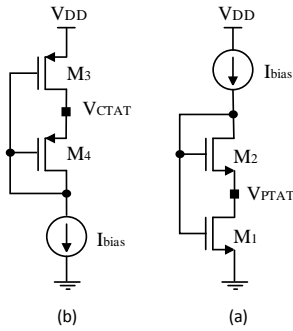 VDD VDD
M3
VCTAT
M4
Ibias
(b)
Ibias
M2
VPTAT
M1
(a)